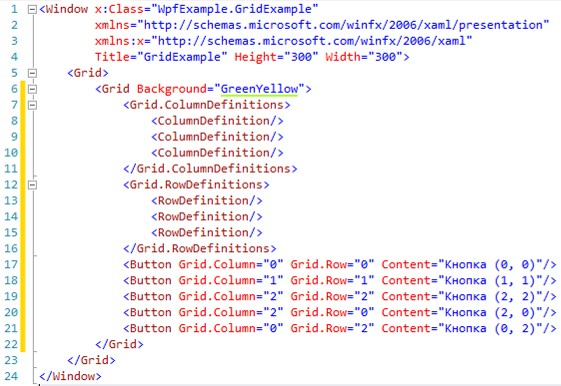 1 <Window x:Class="WpfExample.GridExample"
2 xmlns="http://schemas.microsoft.com/winfx/2006/xaml/presentation"
3 xmlns:x="http://schemas.microsoft.com/winfx/2006/xaml"
4 Title="GridExample" Height="300" Width="300">
5 <Grid>
6 <Grid Background="GreenYellow">
7 <Grid.ColumnDefinitions>
8 <ColumnDefinition/>
9 <ColumnDefinition/>
10 <ColumnDefinition/>
11 </Grid.ColumnDefinitions>
12 <Grid.RowDefinitions>
13 <RowDefinition/>
14 <RowDefinition/>
15 <RowDefinition/>
16 </Grid.RowDefinitions>
17 <Button Grid.Column="0" Grid.Row="0" Content="Кнопка (0, 0)"/>
18 <Button Grid.Column="1" Grid.Row="1" Content="Кнопка (1, 1)"/>
19 <Button Grid.Column="2" Grid.Row="2" Content="Кнопка (2, 2)"/>
20 <Button Grid.Column="2" Grid.Row="0" Content="Кнопка (2, 0)"/>
21 <Button Grid.Column="0" Grid.Row="2" Content="Кнопка (0, 2)"/>
22 </Grid>
23 </Grid>
24 </Window>